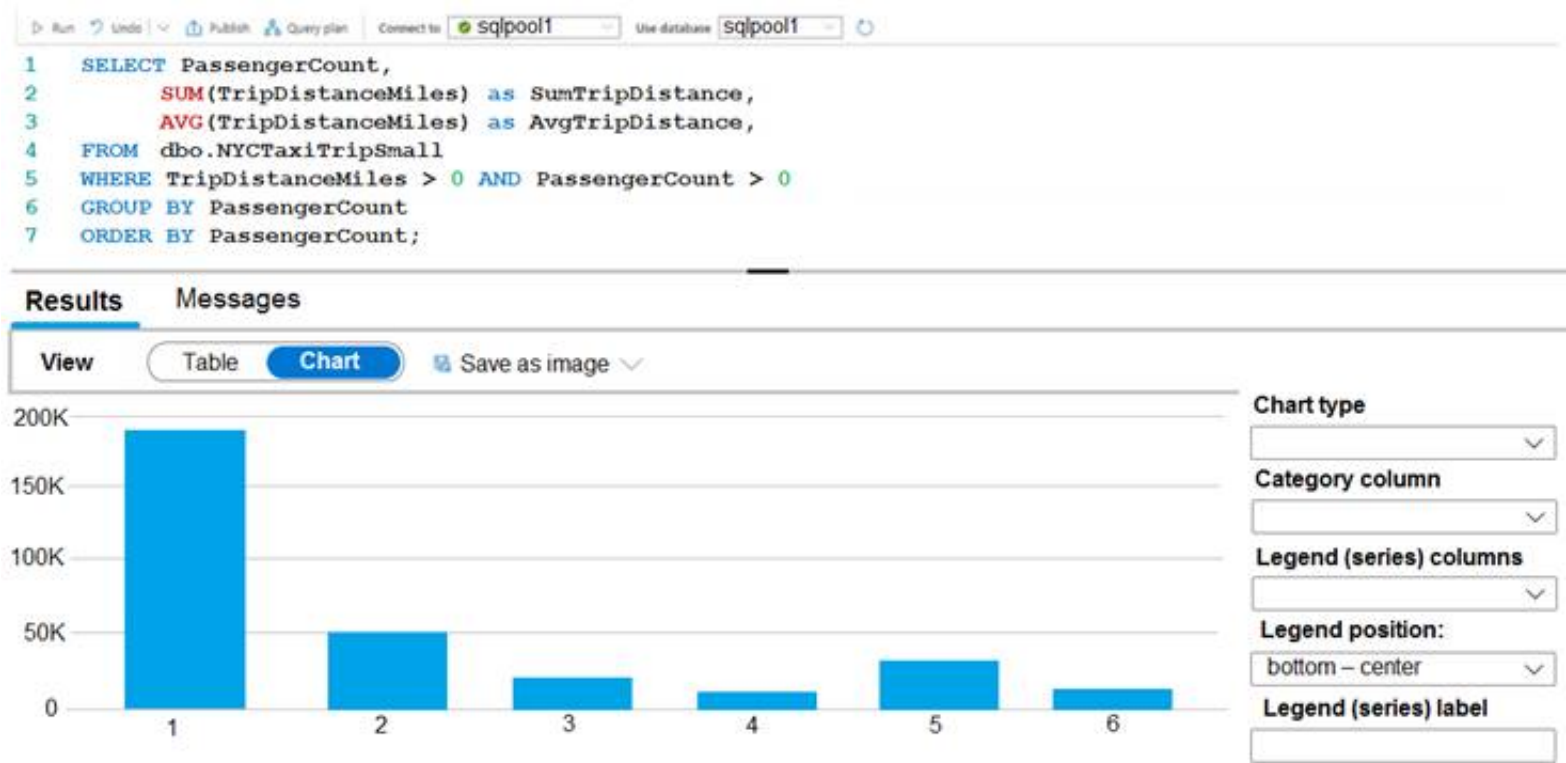 Run Undo Publish Query plan Connect to sqlpool1 Use database sqlpool1
1 SELECT PassengerCount,
2 SUM(TripDistanceMiles) as SumTripDistance,
3 AVG(TripDistanceMiles) as AvgTripDistance,
4 FROM dbo.NYCTaxiTripSmall
5 WHERE TripDistanceMiles > 0 AND PassengerCount > 0
6 GROUP BY PassengerCount
7 ORDER BY PassengerCount;
Results Messages
View Table Chart Save as image
200K
150K
100K
50K
0
1 2 3 4 5 6
Chart type
Category column
Legend (series) columns
Legend position:
bottom – center
Legend (series) label